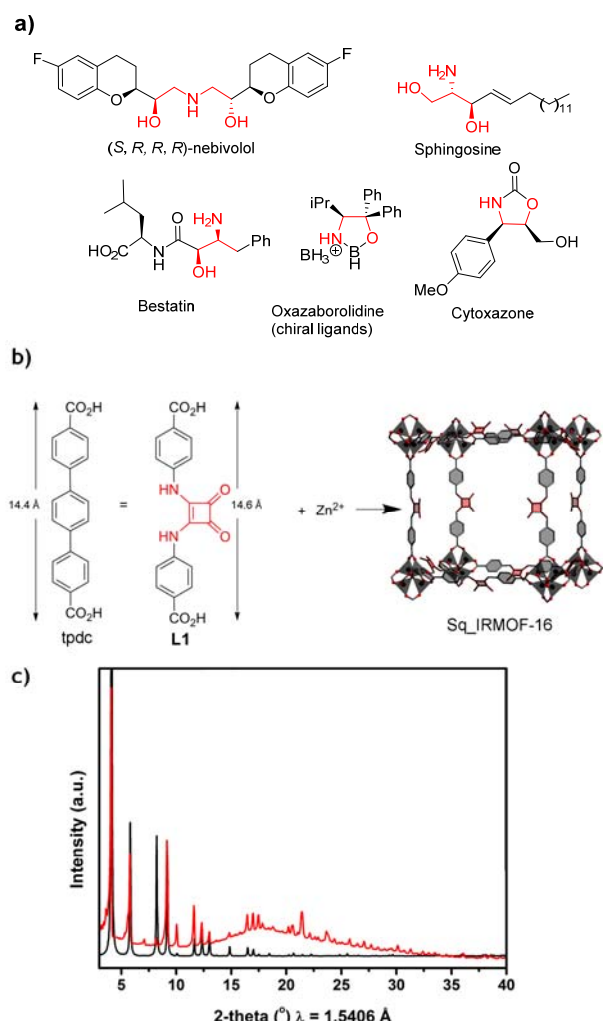 a)
F
O
OH
N
H
OH
O
F
(S, R, R, R)-nebivolol
H₂N
HO
OH
( )₁₁
Sphingosine
HO₂C
N
H
O
NH₂
OH
Ph
Bestatin
iPr
Ph
Ph
HN
O
B
H
BH₃
⊕
Oxazaborolidine
(chiral ligands)
O
HN
O
OH
MeO
Cytoxazone
b)
CO₂H
14.4 Å
CO₂H
tpdc
=
CO₂H
HN
O
HN
O
14.6 Å
CO₂H
L1
+ Zn²⁺
Sq_IRMOF-16
c)
Intensity (a.u.)
5 10 15 20 25 30 35 40
2-theta (°) λ = 1.5406 Å